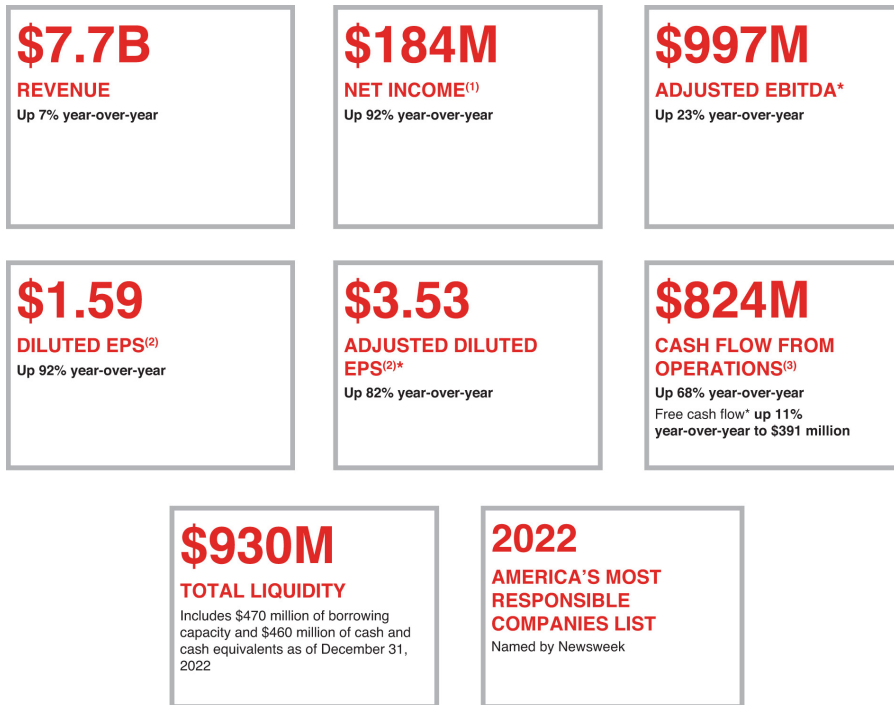 $7.7B
REVENUE
Up 7% year-over-year
$184M
NET INCOME(1)
Up 92% year-over-year
$997M
ADJUSTED EBITDA*
Up 23% year-over-year
$1.59
DILUTED EPS(2)
Up 92% year-over-year
$3.53
ADJUSTED DILUTED
EPS(2)*
Up 82% year-over-year
$824M
CASH FLOW FROM
OPERATIONS(3)
Up 68% year-over-year
Free cash flow* up 11%
year-over-year to $391 million
$930M
TOTAL LIQUIDITY
Includes $470 million of borrowing
capacity and $460 million of cash and
cash equivalents as of December 31,
2022
2022
AMERICA’S MOST
RESPONSIBLE
COMPANIES LIST
Named by Newsweek